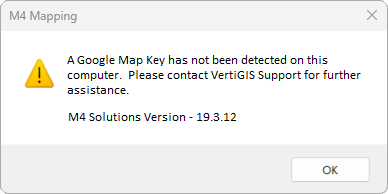 M4 Mapping
A Google Map Key has not been detected on this
computer.  Please contact VertiGIS Support for further
assistance.
M4 Solutions Version - 19.3.12
OK